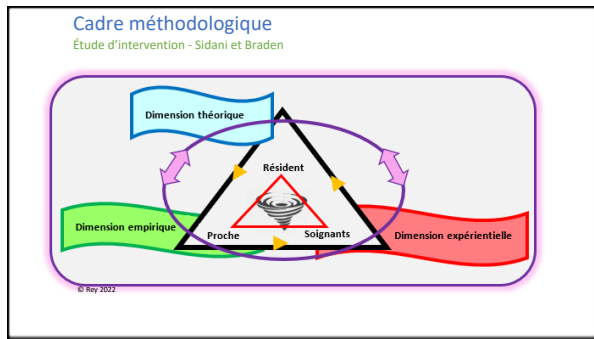 Cadre méthodologique
Étude d'intervention - Sidani et Braden
Dimension théorique
Résident
Dimension empirique
Proche
Soignants
Dimension expérientielle
© Rey 2022